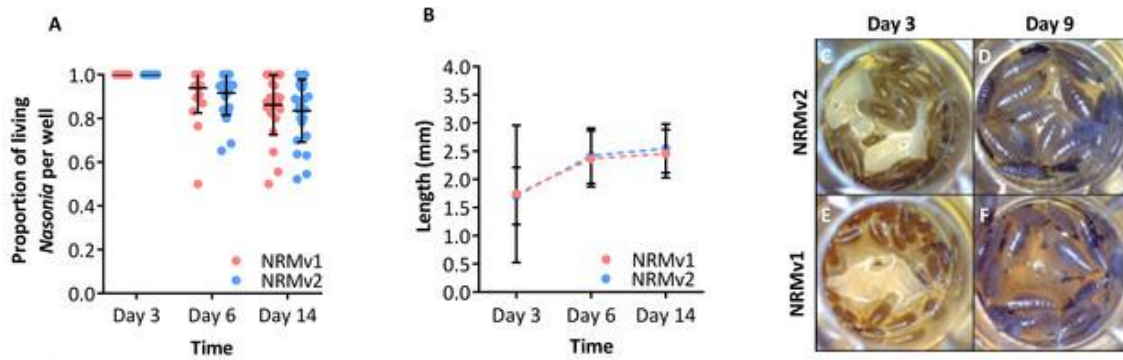 A
Proportion of living
Nasonia per well
1.0
0.8
0.6
0.4
0.2
0.0
NRMv1
NRMv2
Day 3
Day 6
Day 14
Time
B
Length (mm)
4.0
3.5
3.0
2.5
2.0
1.5
1.0
0.5
0.0
NRMv1
NRMv2
Day 3
Day 6
Day 14
Time
Day 3
Day 9
NRMv2
C
D
NRMv1
E
F